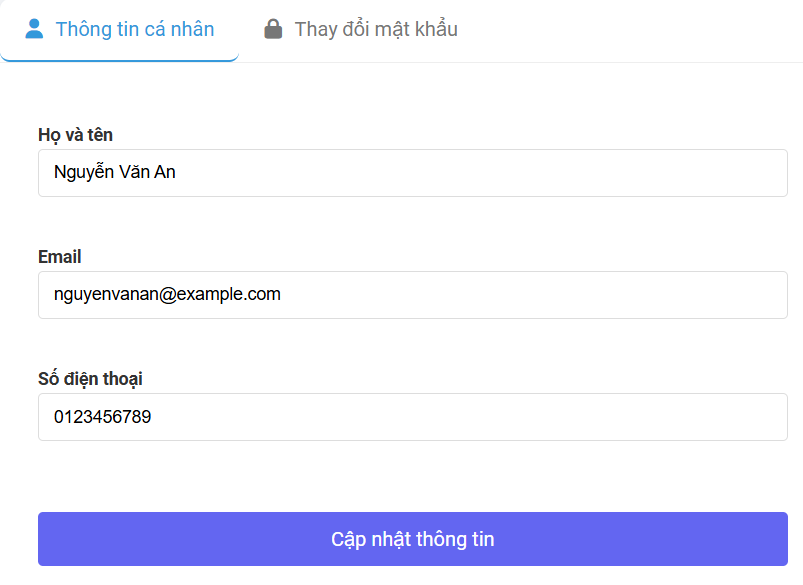 Thông tin cá nhân Thay đổi mật khẩu
Họ và tên
Nguyễn Văn An
Email
nguyenvanan@example.com
Số điện thoại
0123456789
Cập nhật thông tin